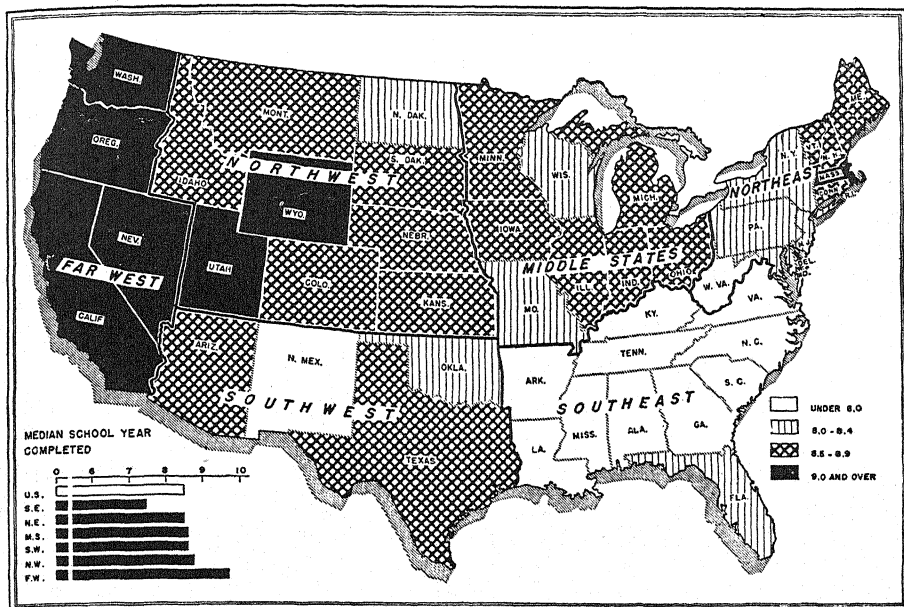 WASH.
MONT.
N. DAK.
MINN.
ME.
OREG.
S. DAK.
N.Y.
VT.
N.H.
NORTHWEST
WIS.
MICH.
NORTHEAST
MASS
CONN
IDAHO
WYO.
PA.
NEV.
NEBR.
IOWA
FAR WEST
UTAH
MIDDLE STATES
OHIO
ILL.
IND.
DEL.
COLO.
KANS.
MO.
W. VA.
VA.
CALIF
KY.
ARIZ.
N. MEX.
OKLA.
TENN.
N. C.
ARK.
S. C.
SOUTHWEST
SOUTHEAST
MISS.
ALA.
GA.
LA.
TEXAS
FLA.
UNDER 8.0
8.0 - 8.4
8.5 - 8.9
9.0 AND OVER
MEDIAN SCHOOL YEAR
COMPLETED
0 6 7 8 9 10
U.S.
S.E.
N.E.
M.S.
S.W.
N.W.
F.W.